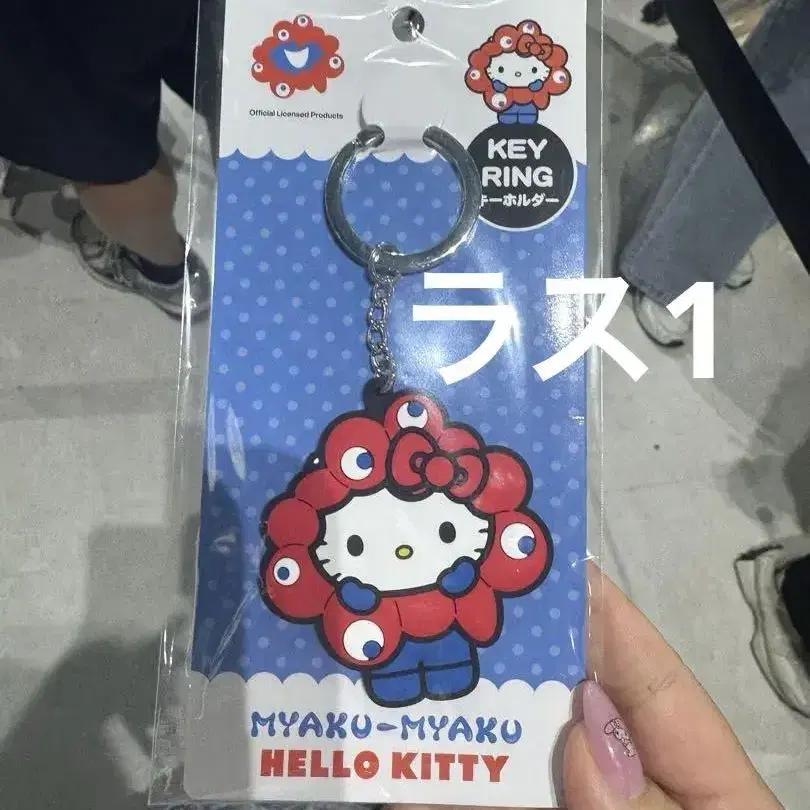 Official Licensed Products
KEY
RING
キーホルダー
ラス1
MYAKU-MYAKU
HELLO KITTY